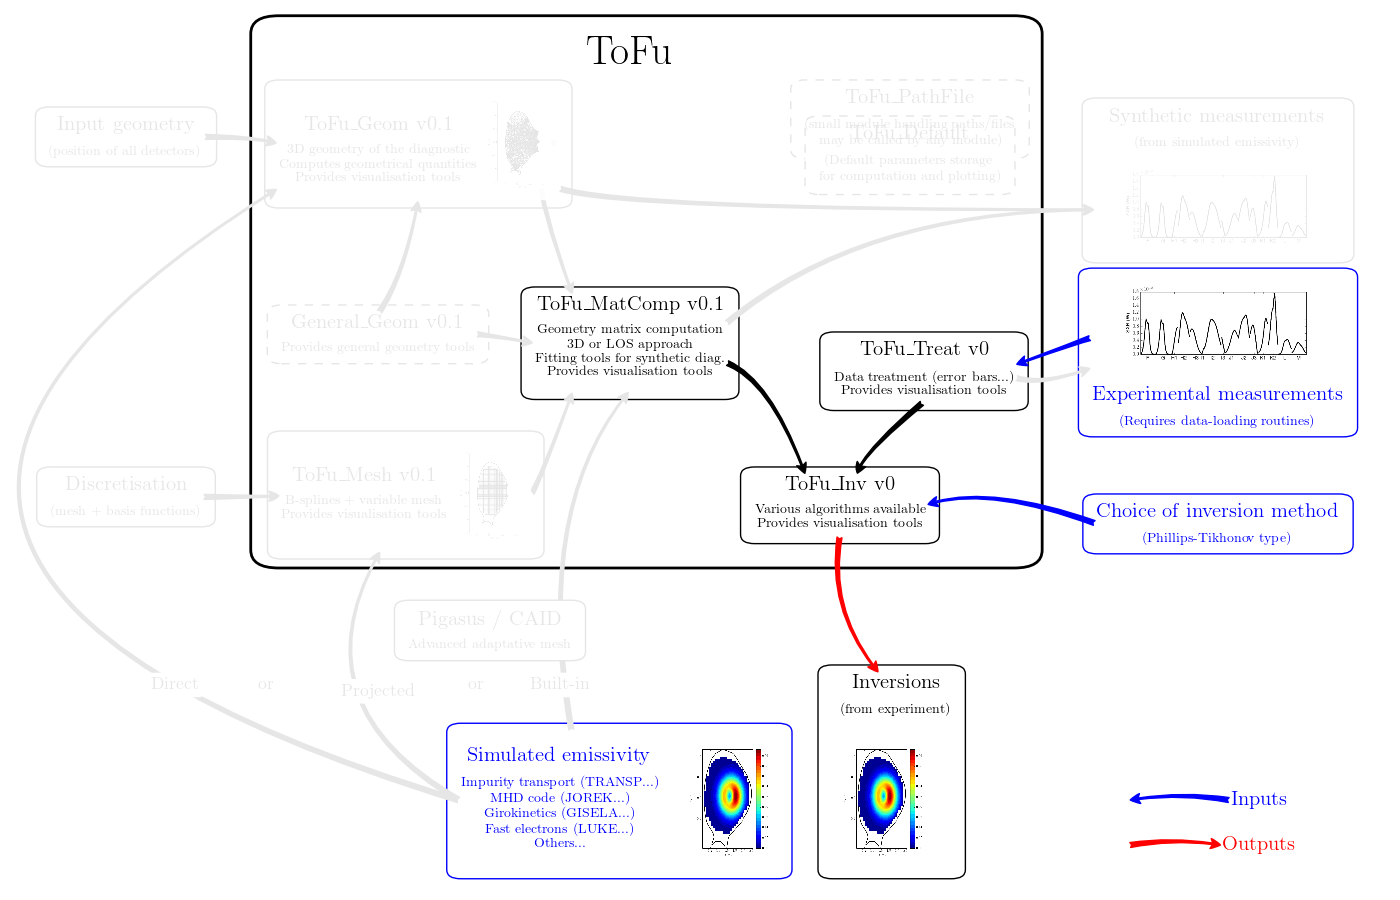 ToFu
Input geometry
(position of all detectors)
ToFu_Geom v0.1
3D geometry of the diagnostic
Computes geometrical quantities
Provides visualisation tools
ToFu_PathFile
(small module handling paths/files
may be called by any module)
ToFu_Default
(Default parameters storage
for computation and plotting)
Synthetic measurements
(from simulated emissivity)
General_Geom v0.1
Provides general geometry tools
ToFu_MatComp v0.1
Geometry matrix computation
3D or LOS approach
Fitting tools for synthetic diag.
Provides visualisation tools
ToFu_Treat v0
Data treatment (error bars...)
Provides visualisation tools
Experimental measurements
(Requires data-loading routines)
Discretisation
(mesh + basis functions)
ToFu_Mesh v0.1
B-splines + variable mesh
Provides visualisation tools
ToFu_Inv v0
Various algorithms available
Provides visualisation tools
Choice of inversion method
(Phillips-Tikhonov type)
Pigasus / CAID
Advanced adaptative mesh
Direct or Projected or Built-in
Simulated emissivity
Impurity transport (TRANSP...)
MHD code (JOREK...)
Girokinetics (GISELA...)
Fast electrons (LUKE...)
Others...
Inversions
(from experiment)
Inputs
Outputs